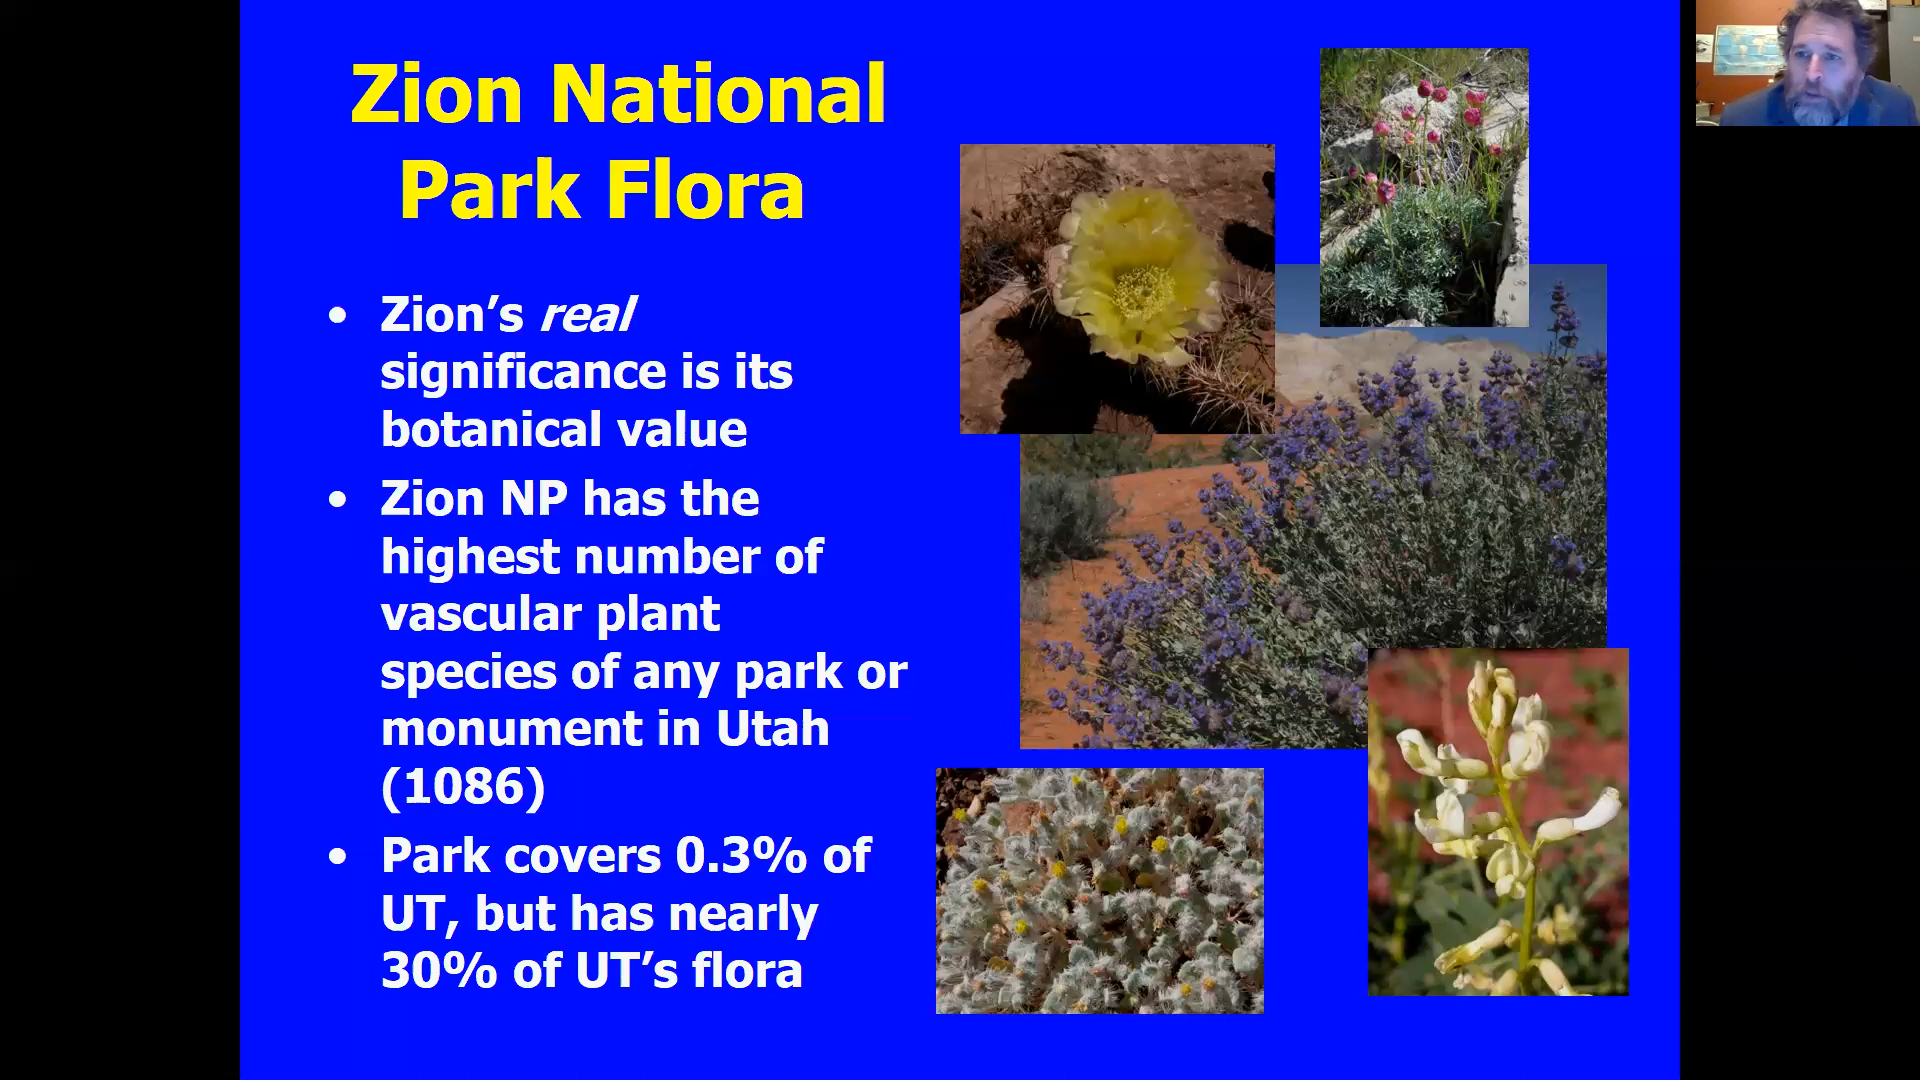 Zion National
Park Flora
• Zion’s real
significance is its
botanical value
• Zion NP has the
highest number of
vascular plant
species of any park or
monument in Utah
(1086)
• Park covers 0.3% of
UT, but has nearly
30% of UT’s flora